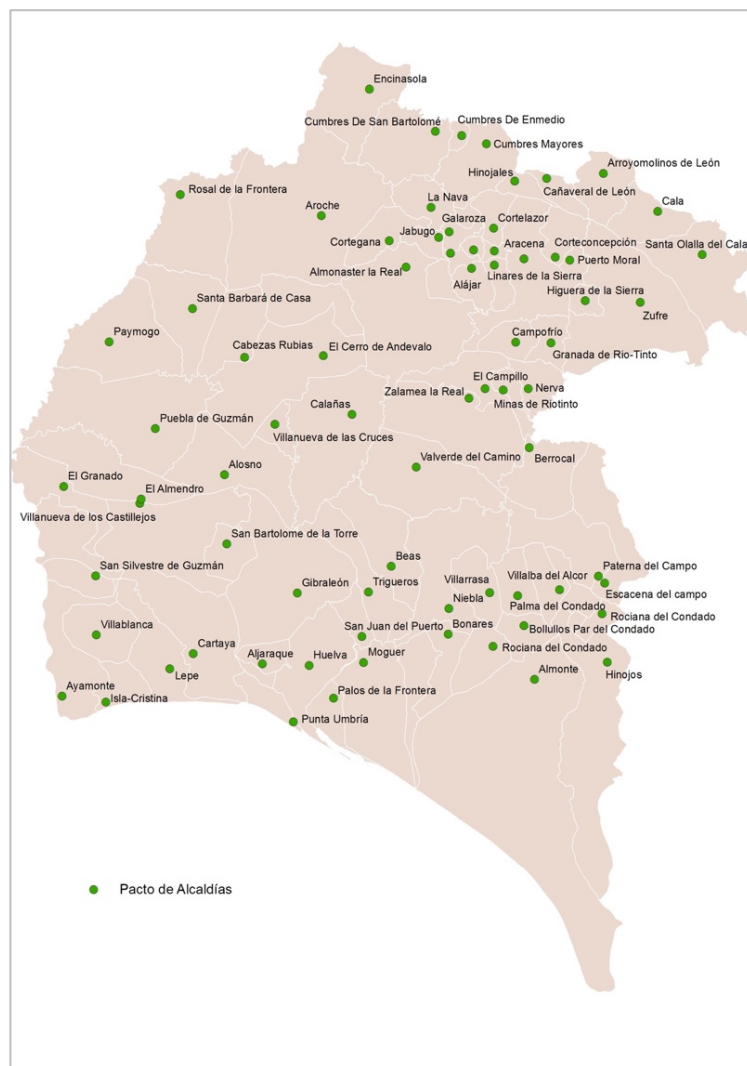 Encinasola
Cumbres De San Bartolomé
Cumbres De Enmedio
Cumbres Mayores
Arroyomolinos de León
Hinojales
Cañaveral de León
Rosal de la Frontera
La Nava
Cala
Aroche
Galaroza
Cortelazor
Cortegana
Jabugo
Aracena
Corteconcepción
Santa Olalla del Cala
Puerto Moral
Almonaster la Real
Alájar
Linares de la Sierra
Higuera de la Sierra
Santa Barbará de Casa
Zufre
Paymogo
Cabezas Rubias
El Cerro de Andevalo
Campofrío
Granada de Rio-Tinto
El Campillo
Nerva
Zalamea la Real
Minas de Riotinto
Calañas
Puebla de Guzmán
Villanueva de las Cruces
Berrocal
Valverde del Camino
Alosno
El Granado
El Almendro
Villanueva de los Castillejos
San Bartolome de la Torre
Beas
Paterna del Campo
San Silvestre de Guzmán
Gibraleón
Trigueros
Villarrasa
Villalba del Alcor
Escacena del campo
Niebla
Palma del Condado
Rociana del Condado
San Juan del Puerto
Bonares
Bollullos Par del Condado
Villablanca
Cartaya
Aljaraque
Huelva
Moguer
Rociana del Condado
Almonte
Hinojos
Lepe
Ayamonte
Isla-Cristina
Palos de la Frontera
Punta Umbría
Pacto de Alcaldías